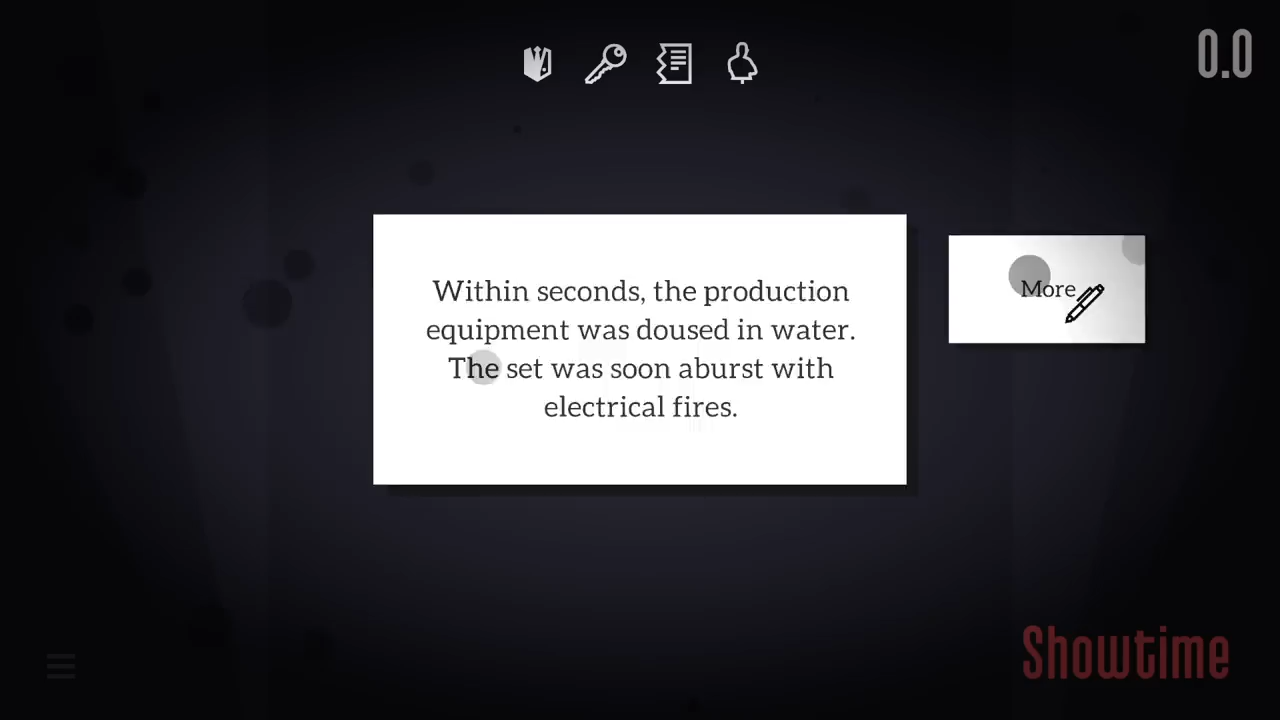 0.0
Within seconds, the production
equipment was doused in water.
The set was soon aburst with
electrical fires.
More
Showtime